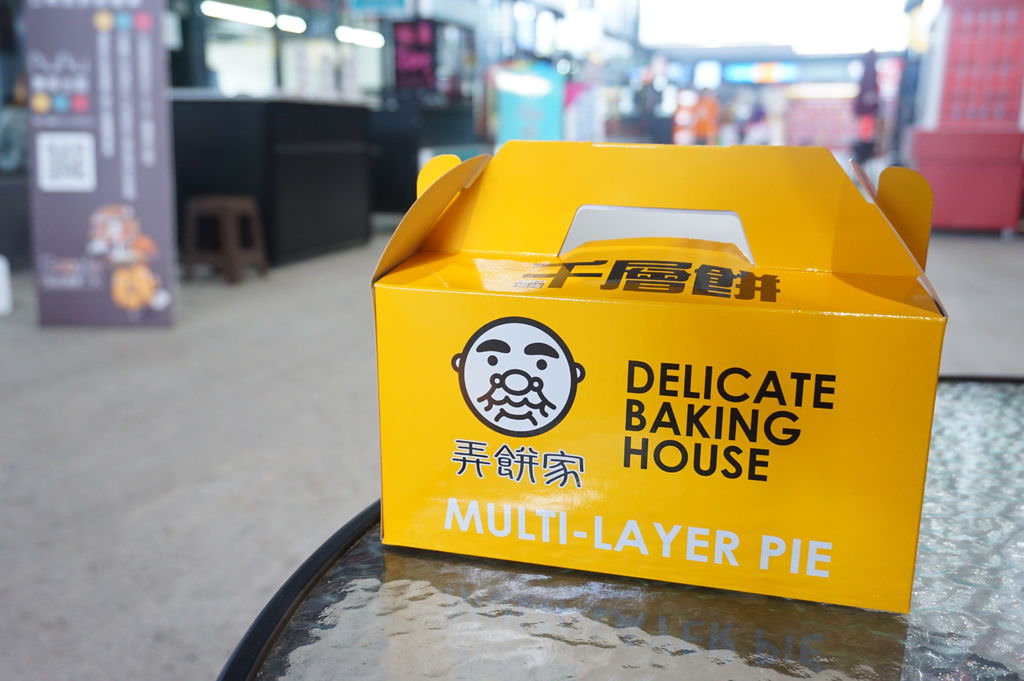 千層餅
DELICATE
BAKING
HOUSE
弄餅家
MULTI-LAYER PIE